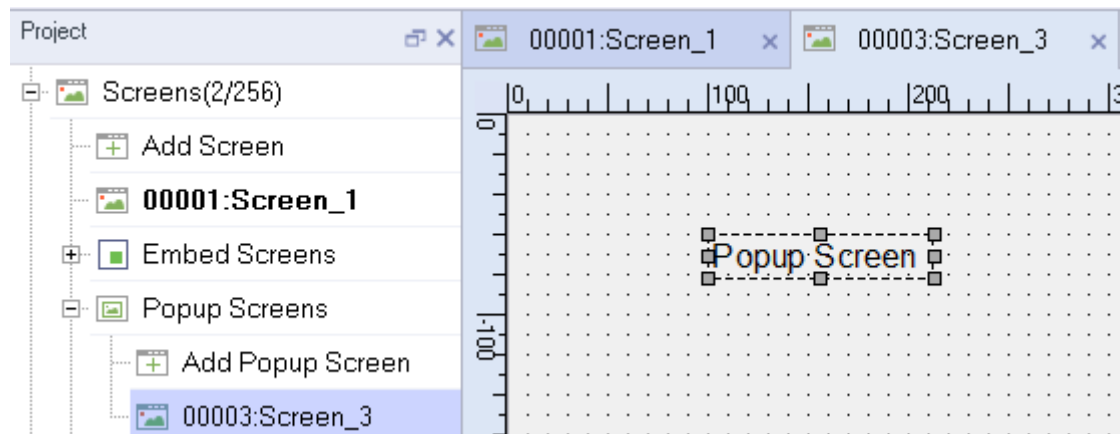 Project
Screens(2/256)
Add Screen
00001:Screen_1
Embed Screens
Popup Screens
Add Popup Screen
00003:Screen_3
00001:Screen_1
00003:Screen_3
0
100
200
3
0
-100
Popup Screen